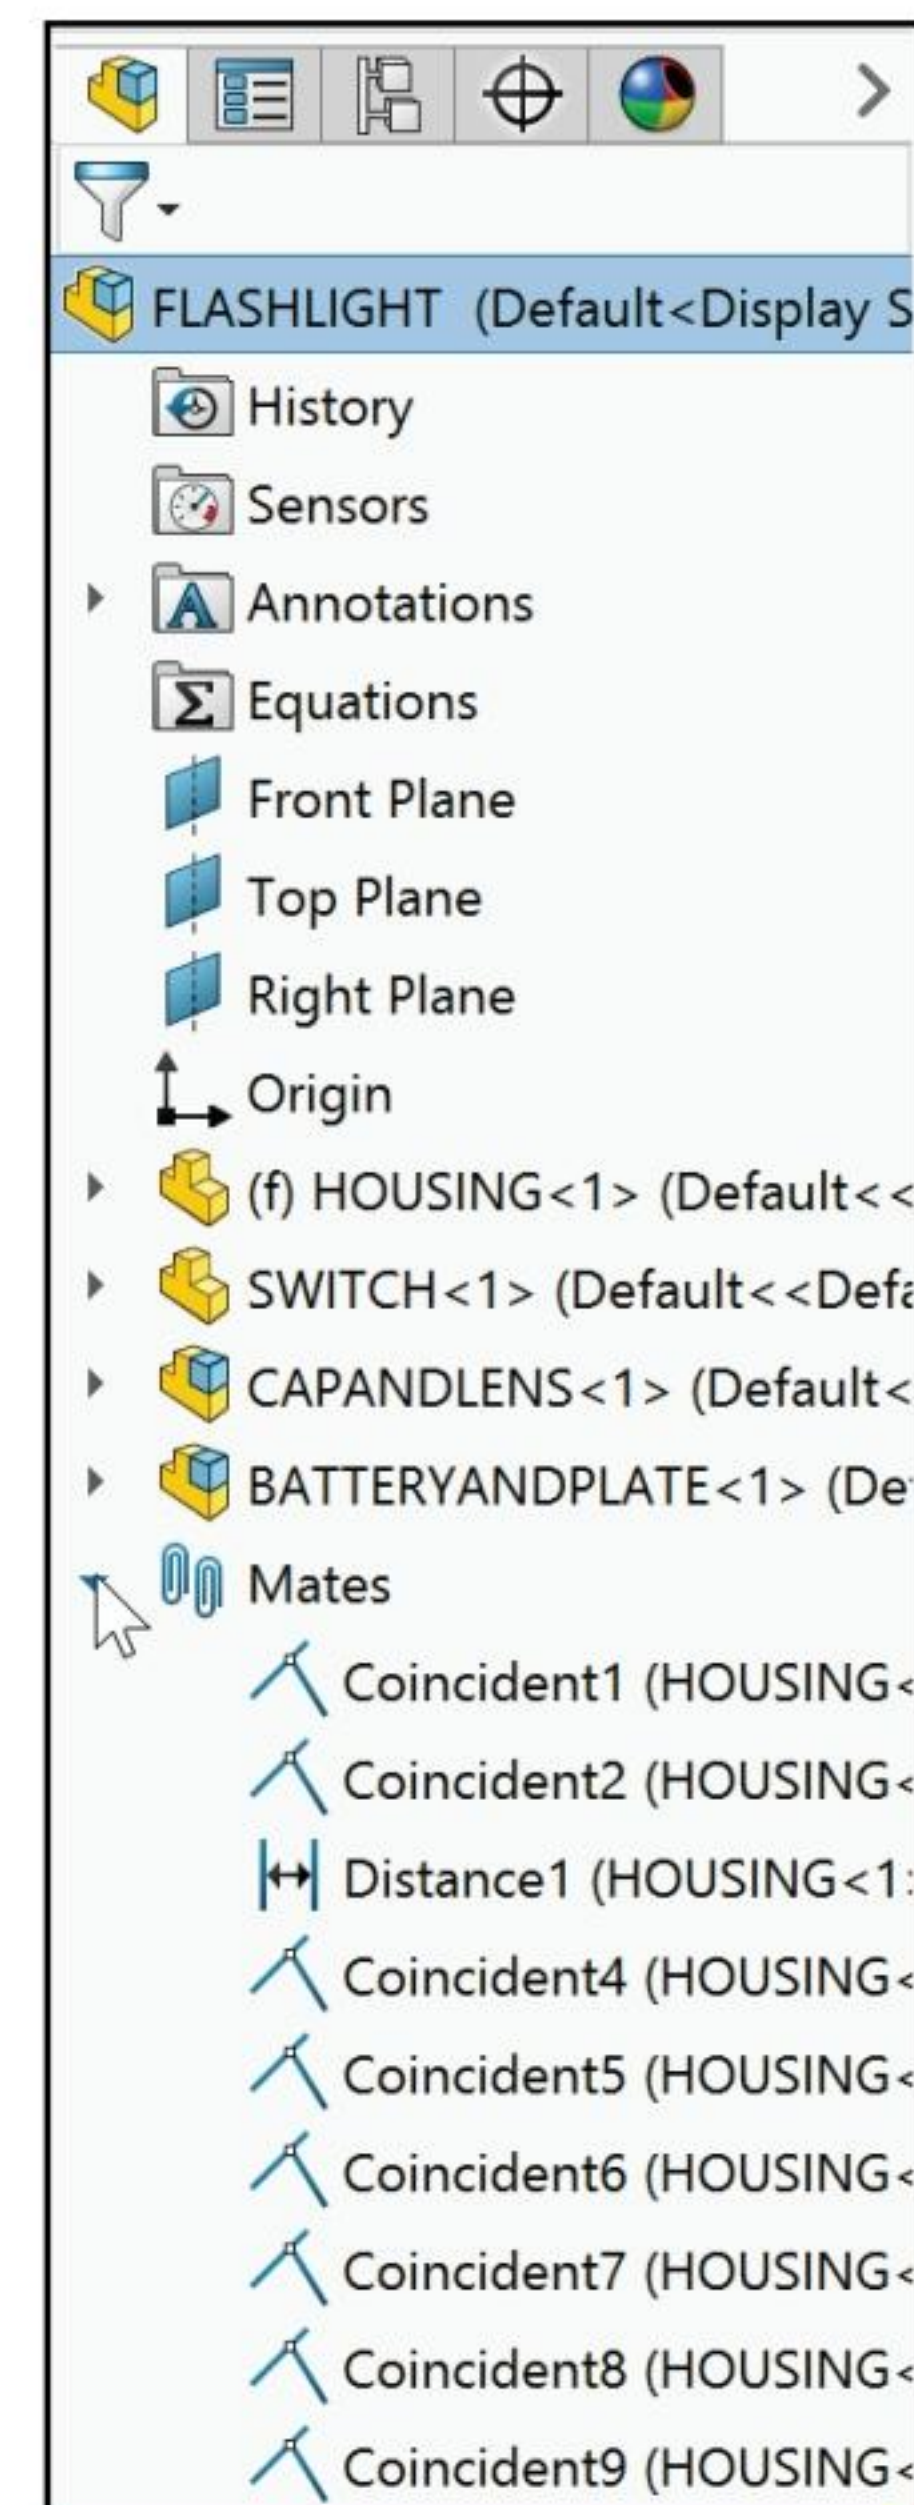 FLASHLIGHT (Default<Display S
History
Sensors
Annotations
Equations
Front Plane
Top Plane
Right Plane
Origin
(f) HOUSING<1> (Default<<
SWITCH<1> (Default<<Defa
CAPANDLENS<1> (Default<
BATTERYANDPLATE<1> (De
Mates
Coincident1 (HOUSING<
Coincident2 (HOUSING<
Distance1 (HOUSING<1>
Coincident4 (HOUSING<
Coincident5 (HOUSING<
Coincident6 (HOUSING<
Coincident7 (HOUSING<
Coincident8 (HOUSING<
Coincident9 (HOUSING<